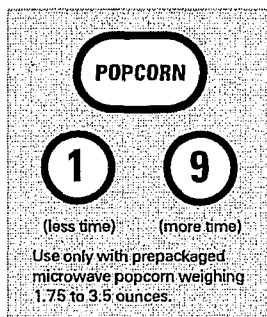 POPCORN
1 9
(less time) (more time)
Use only with prepackaged
microwave popcorn weighing
1.75 to 3.5 ounces.